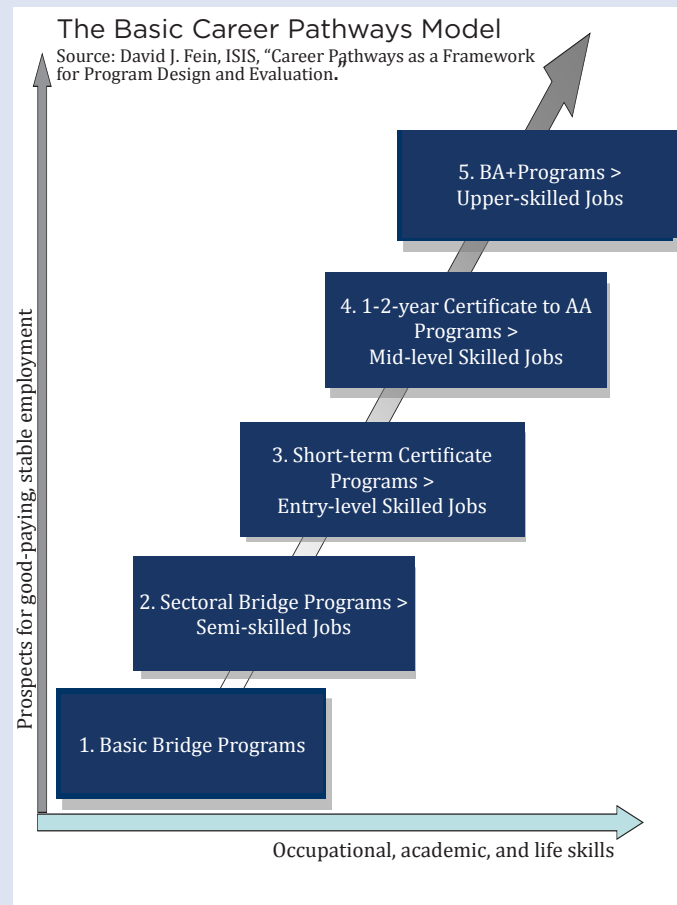 The Basic Career Pathways Model
Source: David J. Fein, ISIS, “Career Pathways as a Framework
for Program Design and Evaluation.”
5. BA+Programs >
Upper-skilled Jobs
4. 1-2-year Certificate to AA
Programs >
Mid-level Skilled Jobs
3. Short-term Certificate
Programs >
Entry-level Skilled Jobs
2. Sectoral Bridge Programs >
Semi-skilled Jobs
1. Basic Bridge Programs
Prospects for good-paying, stable employment
Occupational, academic, and life skills